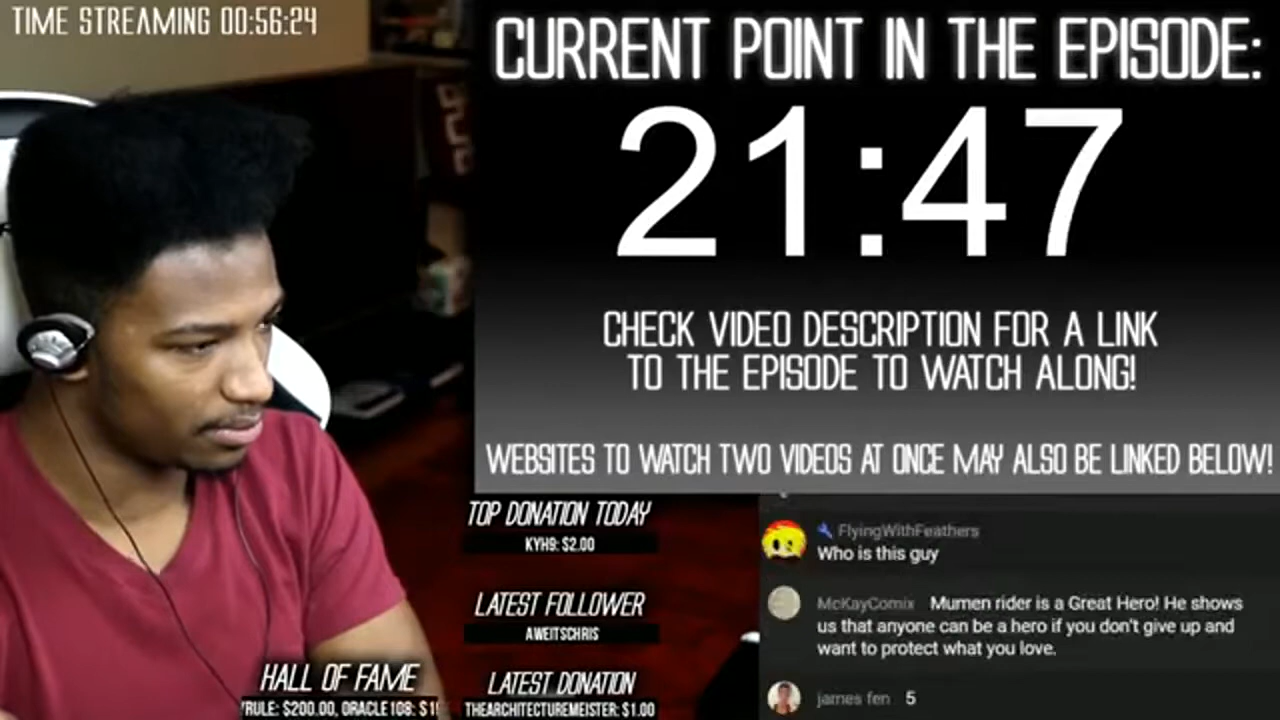 TIME STREAMING 00:56:24
CURRENT POINT IN THE EPISODE:
21:47
CHECK VIDEO DESCRIPTION FOR A LINK
TO THE EPISODE TO WATCH ALONG!
WEBSITES TO WATCH TWO VIDEOS AT ONCE MAY ALSO BE LINKED BELOW!
TOP DONATION TODAY
KYH9: $2.00
LATEST FOLLOWER
AWEITSCHRIS
HALL OF FAME
RULE: $200.00, ORACLE108:
LATEST DONATION
THEARCHITECTUREMEISTER: $1.00
FlyingWithFeathers
Who is this guy
McKayComix Mumen rider is a Great Hero! He shows
us that anyone can be a hero if you don't give up and
want to protect what you love.
james fen 5